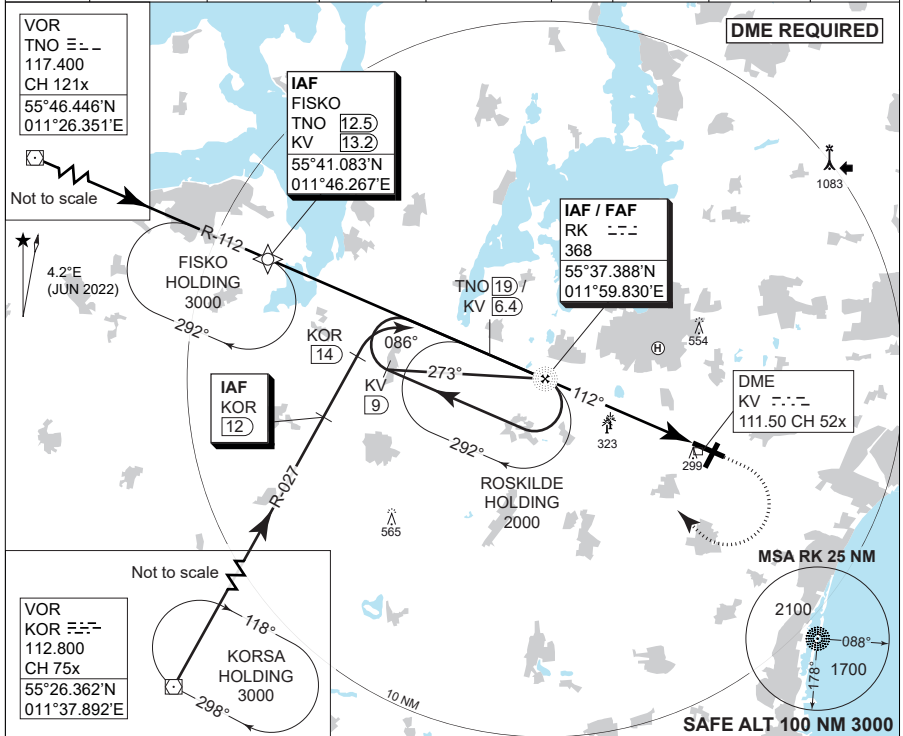 DME REQUIRED
VOR
TNO
117.400
CH 121x
55°46.446'N
011°26.351'E
Not to scale
IAF
FISKO
TNO 12.5
KV 13.2
55°41.083'N
011°46.267'E
1083
IAF / FAF
RK
368
55°37.388'N
011°59.830'E
R-112
FISKO
HOLDING
3000
4.2°E
(JUN 2022)
292°
TNO 19 /
KV 6.4
554
H
KOR
14
086°
273°
KV
9
112°
DME
KV
111.50 CH 52x
IAF
KOR
12
323
299
292°
R-027
ROSKILDE
HOLDING
2000
565
MSA RK 25 NM
Not to scale
2100
088°
1700
178°
VOR
KOR
112.800
CH 75x
55°26.362'N
011°37.892'E
118°
KORSA
HOLDING
3000
298°
10 NM
SAFE ALT 100 NM 3000